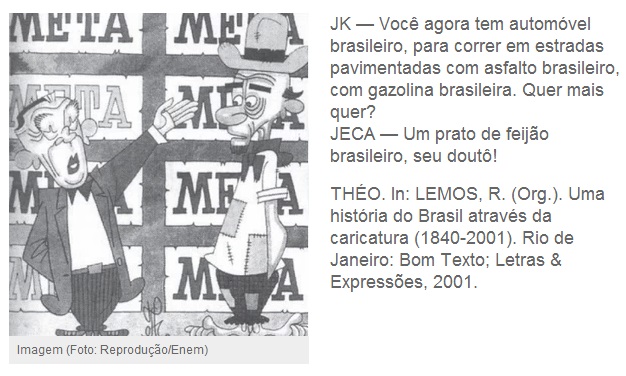 META META META
META META META
META META META
META META META
META META META
JK — Você agora tem automóvel
brasileiro, para correr em estradas
pavimentadas com asfalto brasileiro,
com gazolina brasileira. Quer mais
quer?
JECA — Um prato de feijão
brasileiro, seu doutô!
THÉO. In: LEMOS, R. (Org.). Uma
história do Brasil através da
caricatura (1840-2001). Rio de
Janeiro: Bom Texto; Letras &
Expressões, 2001.
Imagem (Foto: Reprodução/Enem)